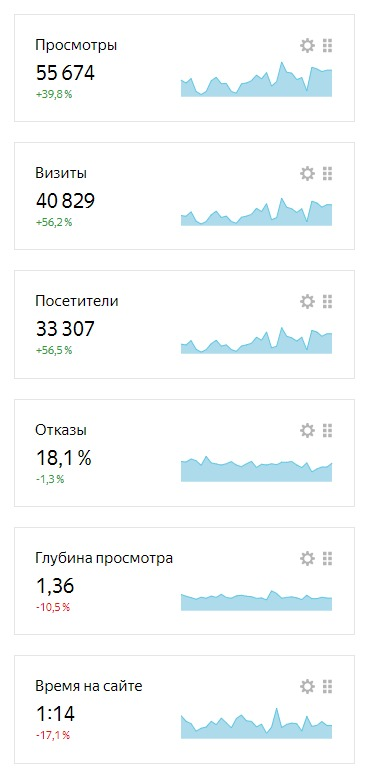 Просмотры
55 674
+39,8 %
Визиты
40 829
+56,2 %
Посетители
33 307
+56,5 %
Отказы
18,1 %
-1,3 %
Глубина просмотра
1,36
-10,5 %
Время на сайте
1:14
-17,1 %